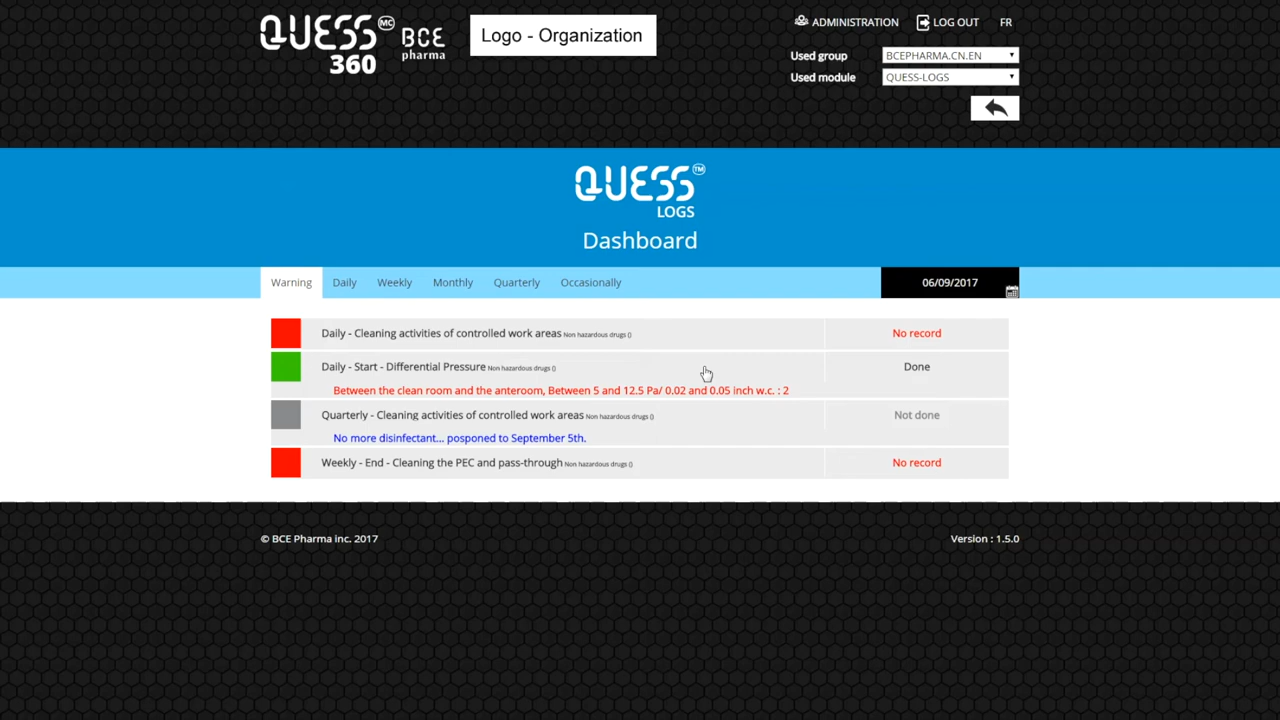 QUESS MC BCE
pharma
360
Logo - Organization
ADMINISTRATION LOG OUT FR
Used group BCEPHARMA.CN.EN
Used module QUESS-LOGS
QUESS TM
LOGS
Dashboard
Warning Daily Weekly Monthly Quarterly Occasionally 06/09/2017
Daily - Cleaning activities of controlled work areas Non hazardous drugs () No record
Daily - Start - Differential Pressure Non hazardous drugs () Done
Between the clean room and the anteroom, Between 5 and 12.5 Pa/ 0.02 and 0.05 inch w.c. : 2
Quarterly - Cleaning activities of controlled work areas Non hazardous drugs () Not done
No more disinfectant... posponed to September 5th.
Weekly - End - Cleaning the PEC and pass-through Non hazardous drugs () No record
© BCE Pharma inc. 2017 Version : 1.5.0